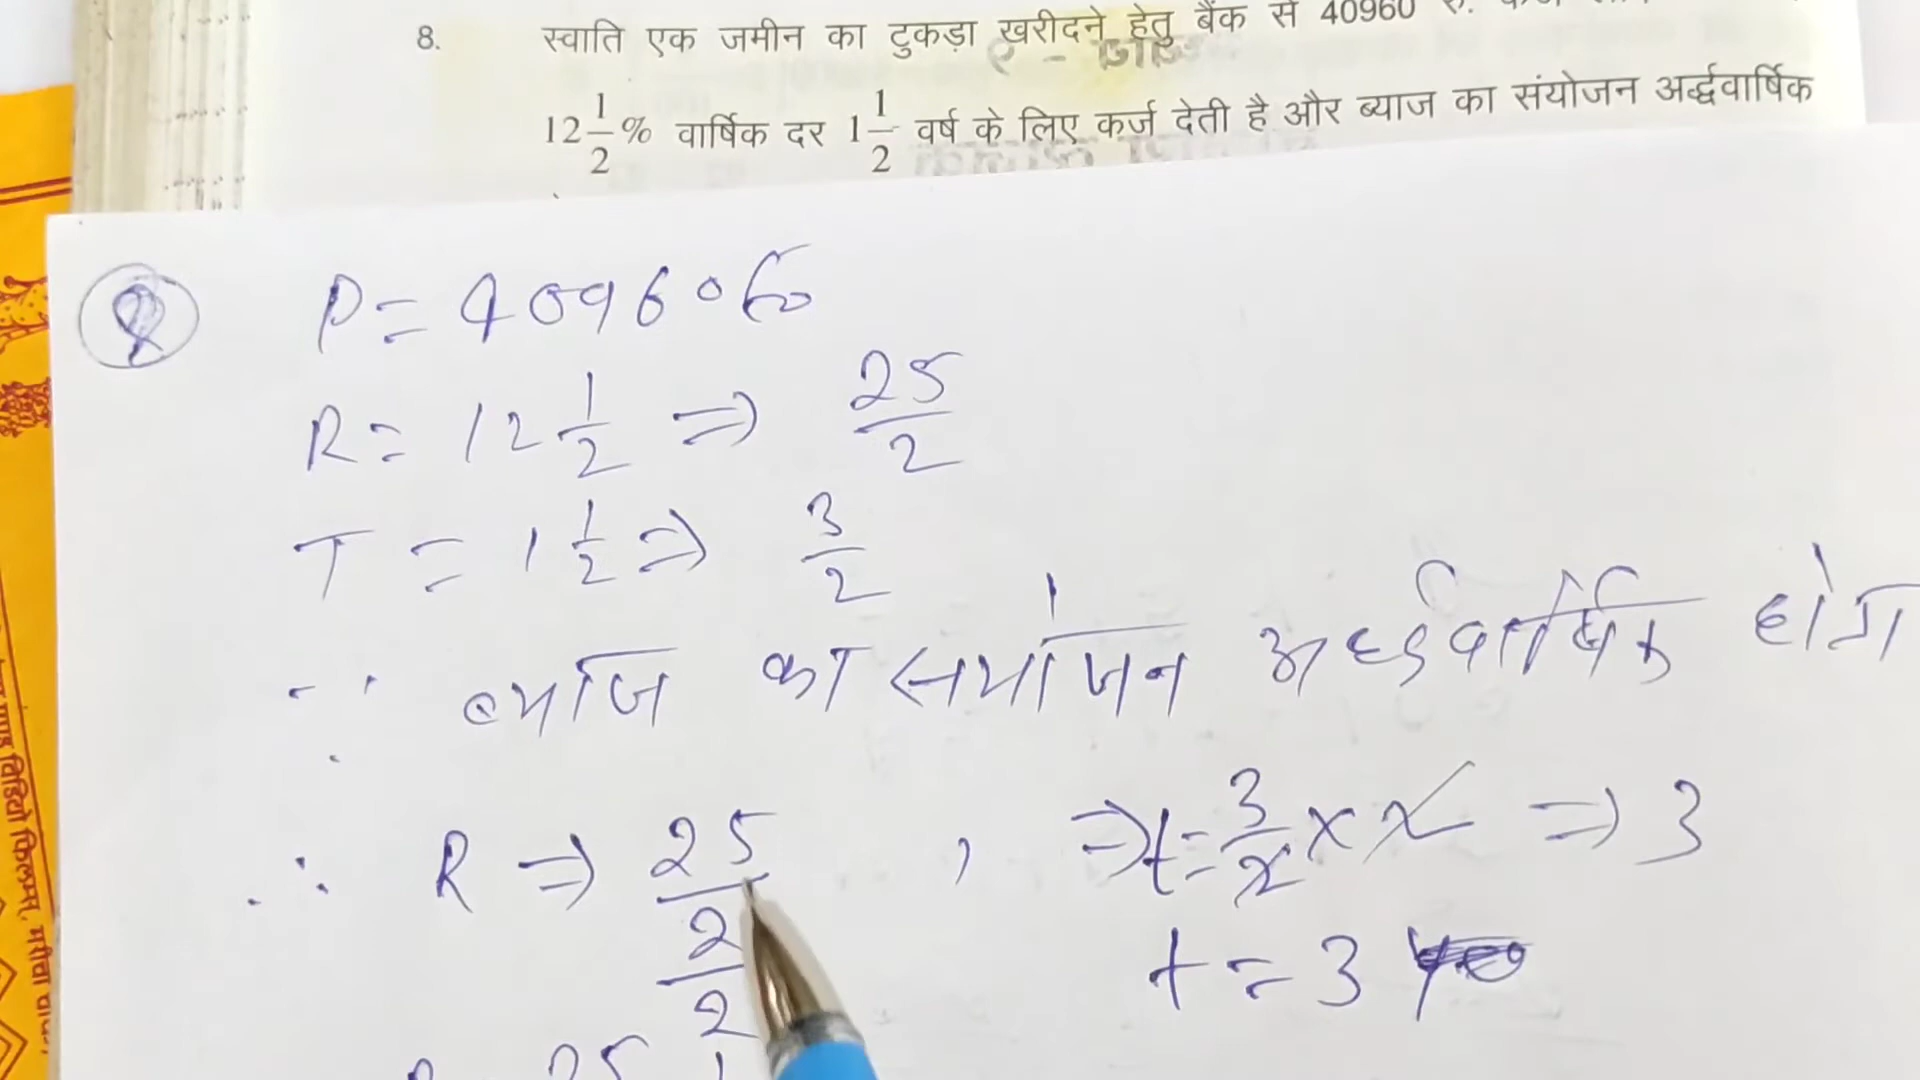 8. स्वाति एक जमीन का टुकड़ा खरीदने हेतु बैंक से 40960 रु.
12 1/2 % वार्षिक दर 1 1/2 वर्ष के लिए कर्ज देती है और ब्याज का संयोजन अर्द्धवार्षिक
8 P = 40960 रु०
R = 12 1/2 ⇒ 25/2
T = 1 1/2 ⇒ 3/2
∵ ब्याज का संयोजन अर्द्धवार्षिक होगा
∴ R ⇒ 25/2/2 , ⇒ t = 3/2 × 2 ⇒ 3
t = 3
25